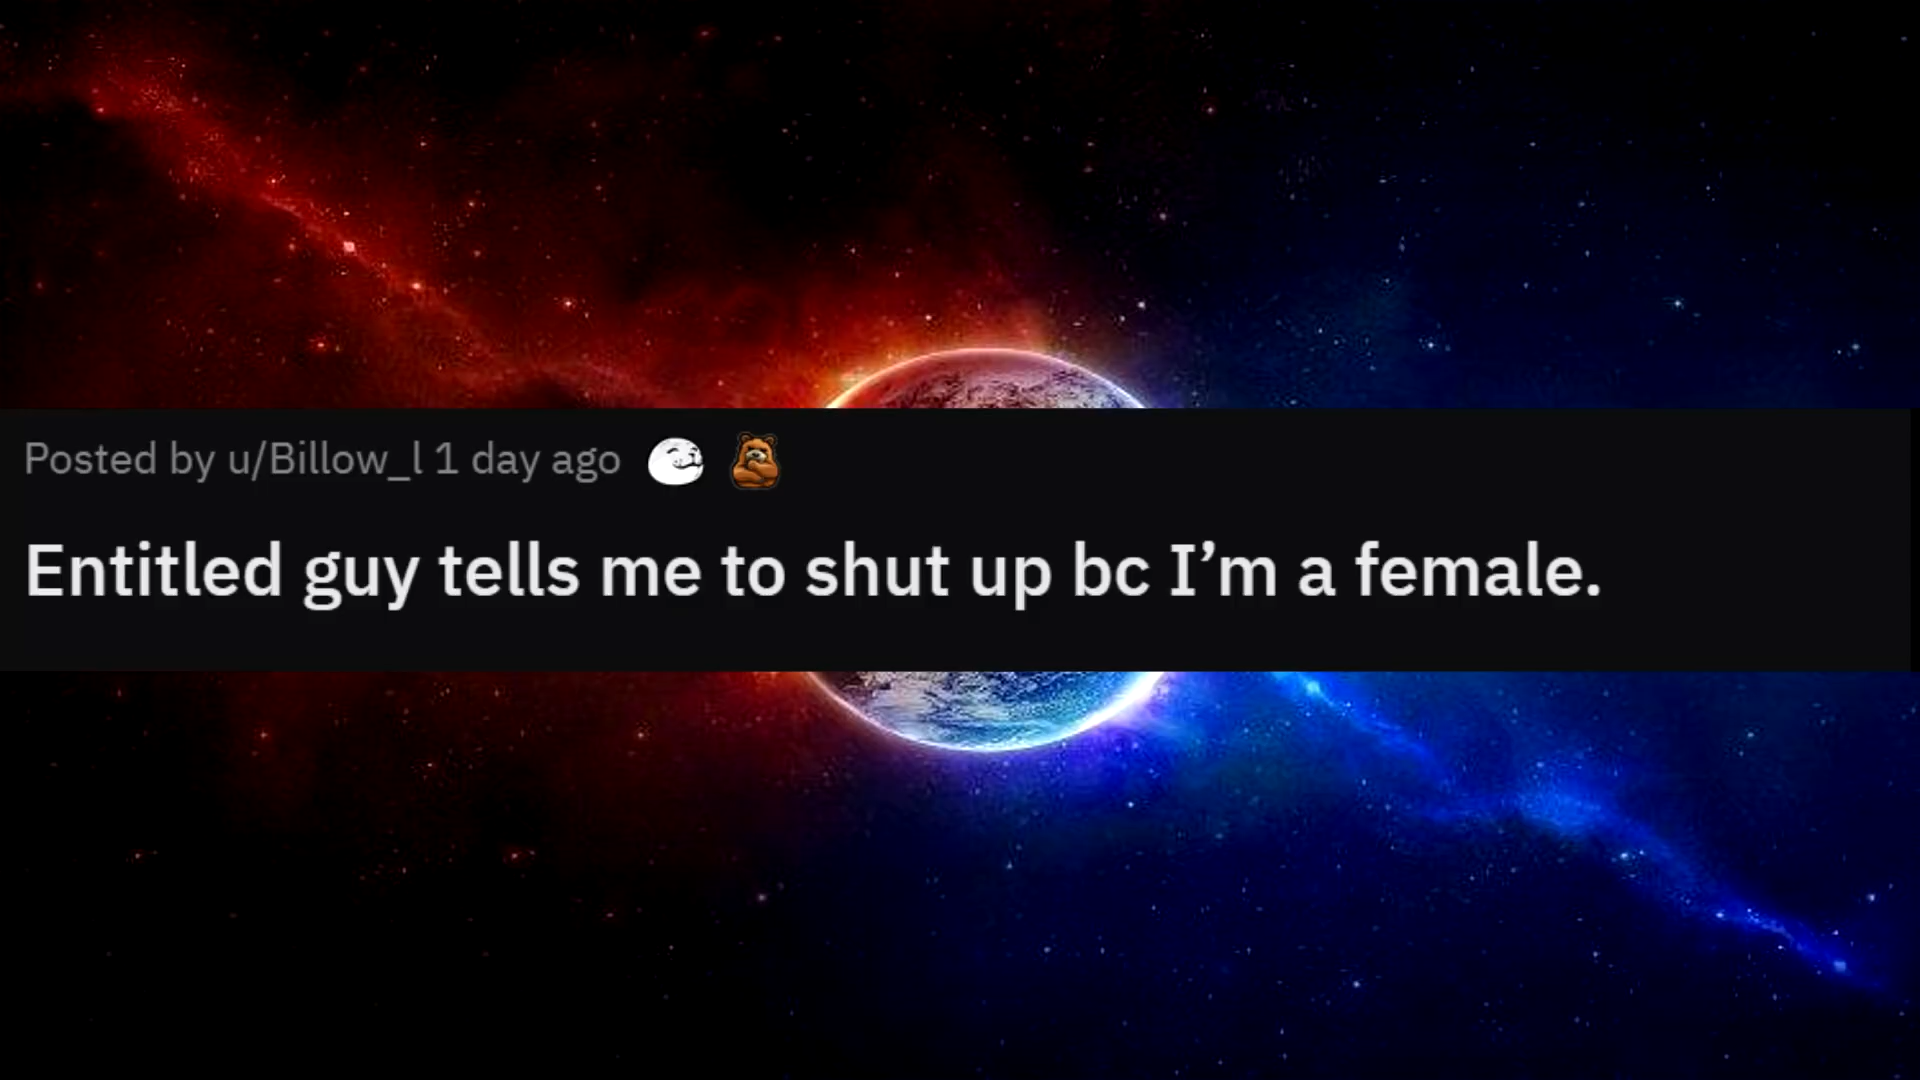 Posted by u/Billow_l 1 day ago
Entitled guy tells me to shut up bc I’m a female.